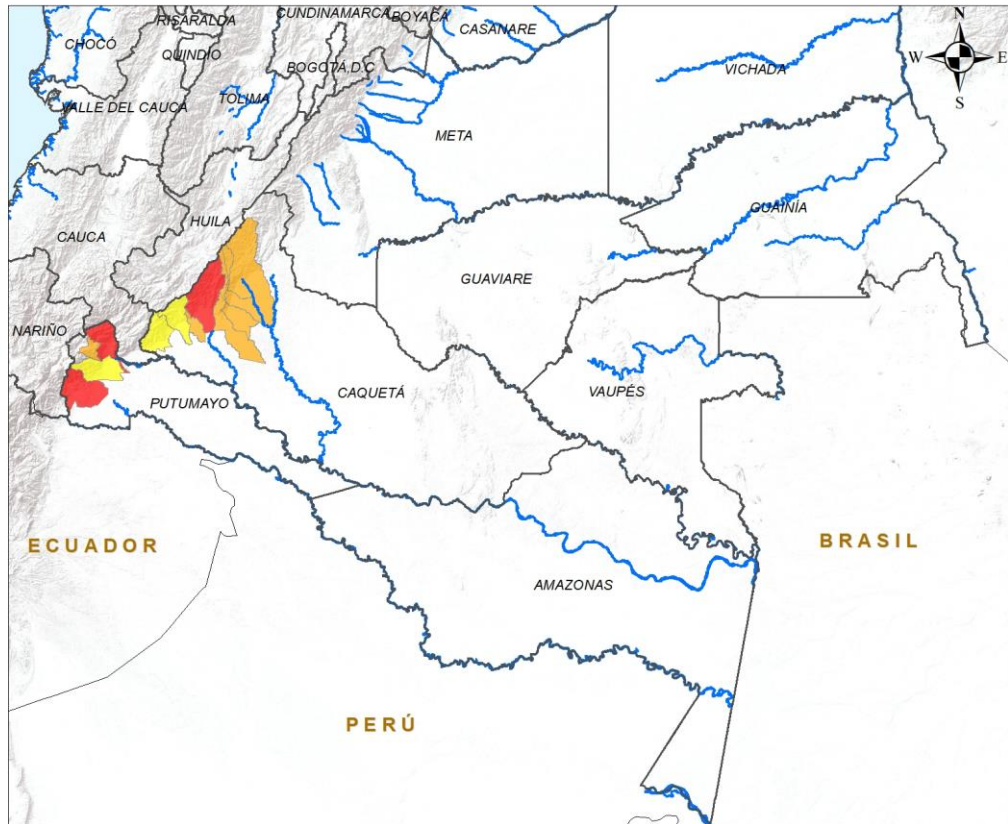 RISARALDA
CUNDINAMARCA
BOYACÁ
CASANARE
N
CHOCÓ
QUINDIO
BOGOTÁ D.C
W
E
VICHADA
S
VALLE DEL CAUCA
TOLIMA
META
GUAINÍA
HUILA
CAUCA
GUAVIARE
NARIÑO
CAQUETÁ
VAUPÉS
PUTUMAYO
ECUADOR
BRASIL
AMAZONAS
PERÚ